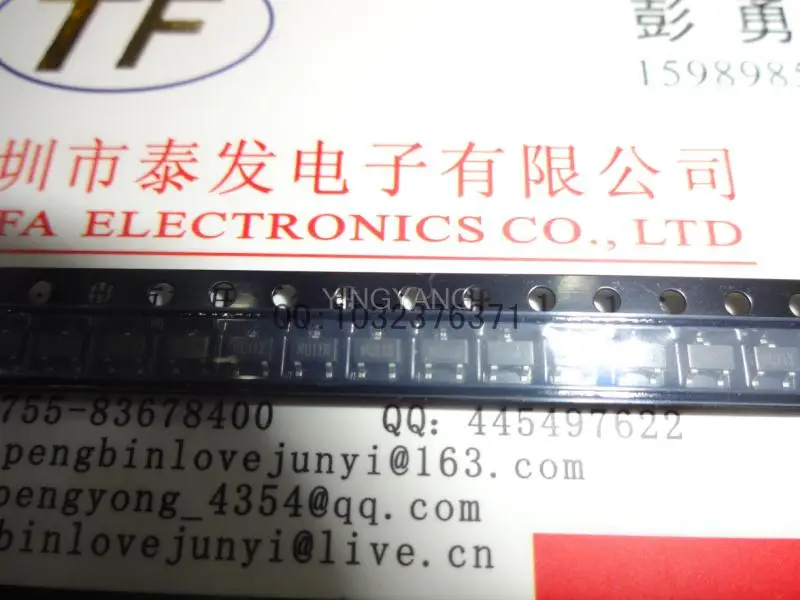 TF
彭 勇
1598985
圳市泰发电子有限公司
FA ELECTRONICS CO., LTD
YINGYANG
QQ:1032376371
755-83678400 QQ: 445497622
pengbinlovejunyi@163.com
pengyong_4354@qq.com
binlovejunyi@live.cn